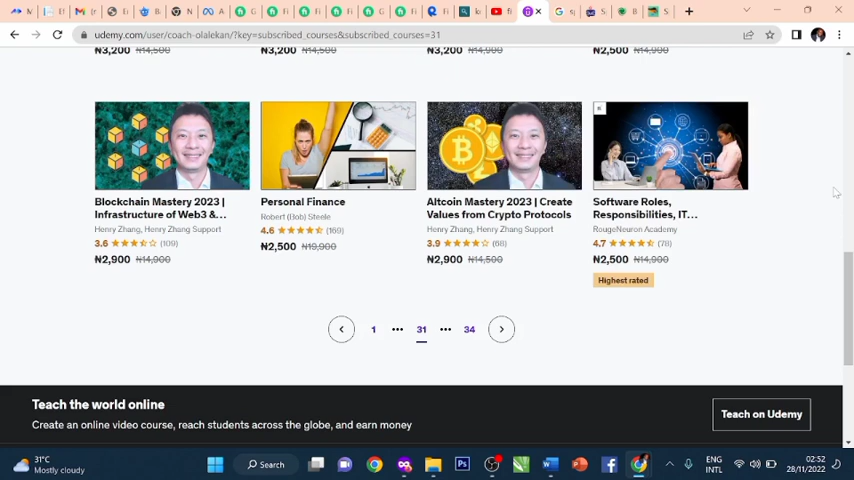 udemy.com/user/coach-olalekan/?key=subscribed_courses&subscribed_courses=31
₦3,200 ₦14,500
₦3,200 ₦14,500
₦2,900 ₦14,900
₦2,500 ₦14,900
Blockchain Mastery 2023 |
Infrastructure of Web3 &...
Henry Zhang, Henry Zhang Support
3.6 (109)
₦2,900 ₦14,900
Personal Finance
Robert (Bob) Steele
4.6 (169)
₦2,500 ₦19,900
Altcoin Mastery 2023 | Create
Values from Crypto Protocols
Henry Zhang, Henry Zhang Support
3.9 (68)
₦2,900 ₦14,500
Software Roles,
Responsibilities, IT...
RougeNeuron Academy
4.7 (78)
₦2,500 ₦14,900
Highest rated
1 ••• 31 ••• 34
Teach the world online
Create an online video course, reach students across the globe, and earn money
Teach on Udemy
31°C
Mostly cloudy
Search
ENG
INTL
02:52
28/11/2022